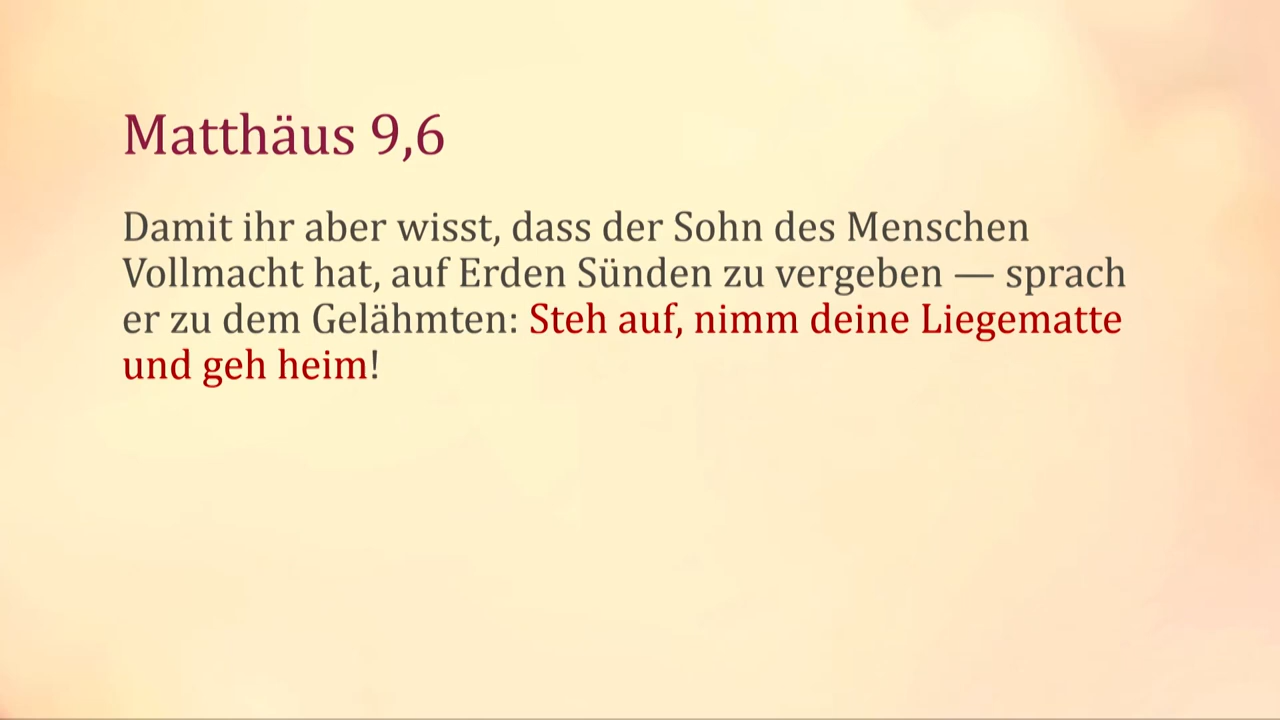 Matthäus 9,6
Damit ihr aber wisst, dass der Sohn des Menschen
Vollmacht hat, auf Erden Sünden zu vergeben — sprach
er zu dem Gelähmten: Steh auf, nimm deine Liegematte
und geh heim!